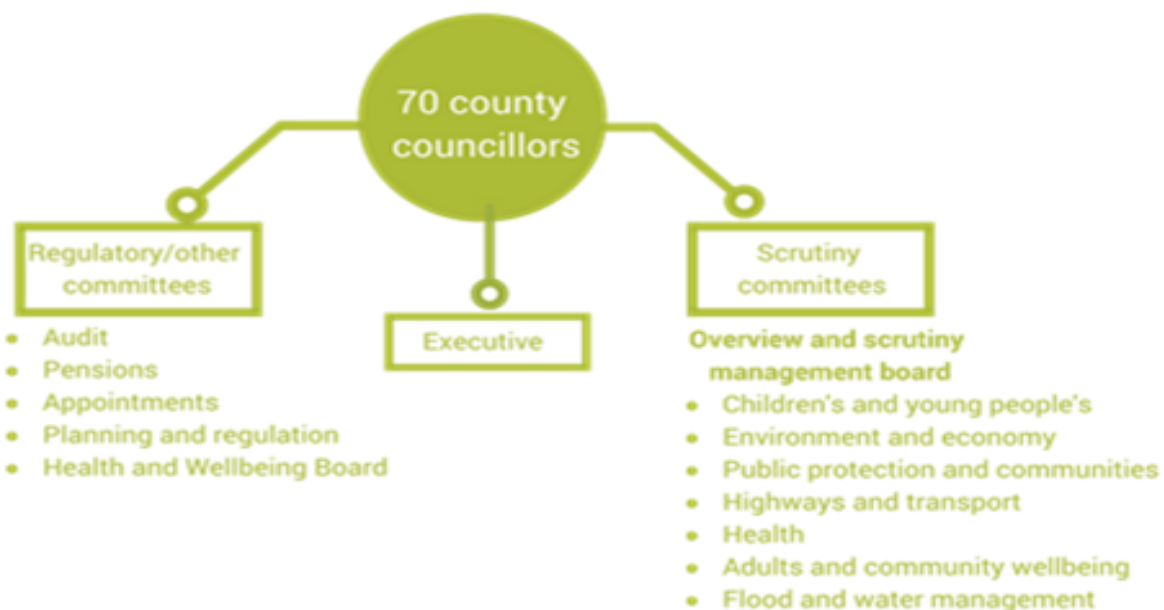 70 county
councillors
Regulatory/other
committees
• Audit
• Pensions
• Appointments
• Planning and regulation
• Health and Wellbeing Board
Executive
Scrutiny
committees
Overview and scrutiny
management board
• Children's and young people's
• Environment and economy
• Public protection and communities
• Highways and transport
• Health
• Adults and community wellbeing
• Flood and water management